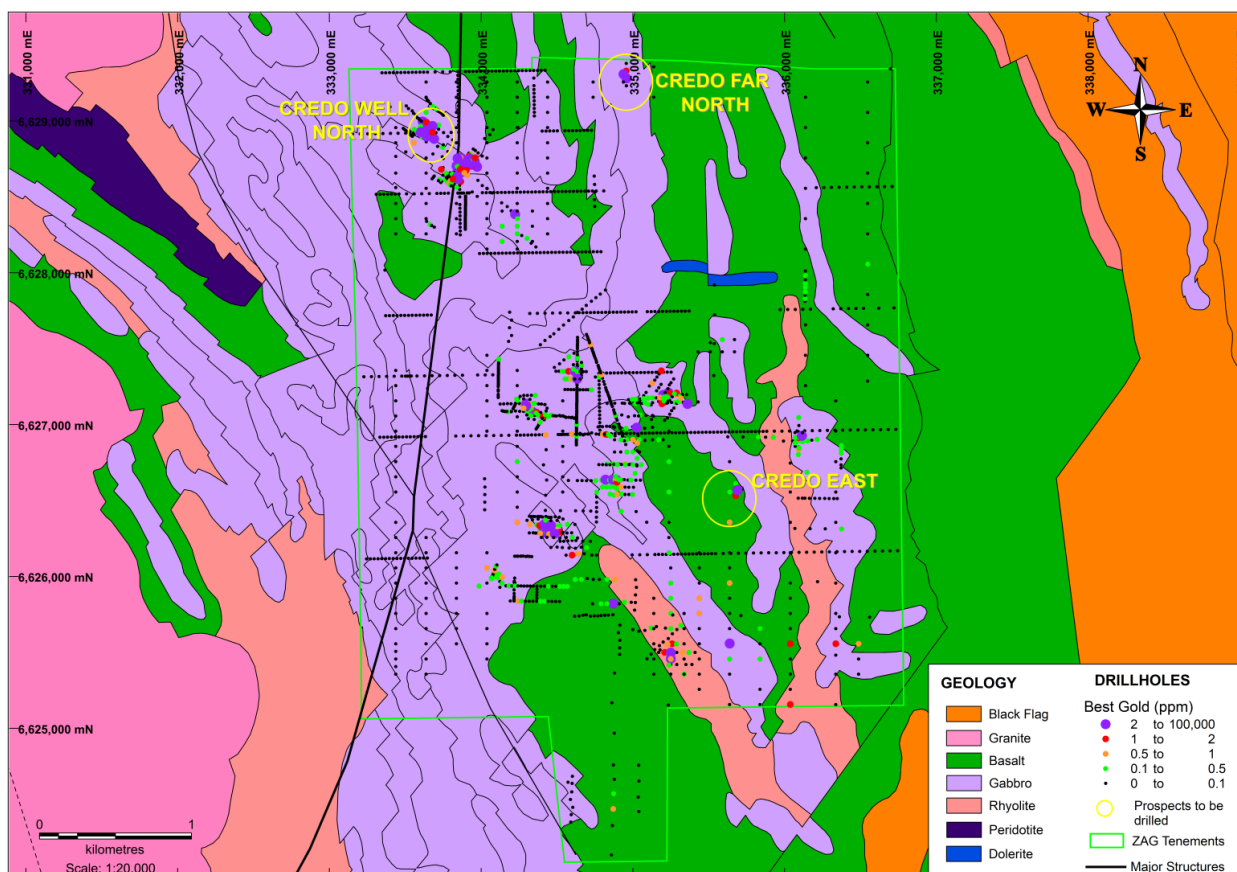 331,000 mE
332,000 mE
333,000 mE
334,000 mE
335,000 mE
336,000 mE
337,000 mE
338,000 mE
N
W E
S
CREDO FAR
NORTH
CREDO WELL
NORTH
6,629,000 mN
6,628,000 mN
6,627,000 mN
CREDO EAST
6,626,000 mN
6,625,000 mN
0 1
kilometres
Scale: 1:20,000
GEOLOGY
Black Flag
Granite
Basalt
Gabbro
Rhyolite
Peridotite
Dolerite
DRILLHOLES
Best Gold (ppm)
2 to 100,000
1 to 2
0.5 to 1
0.1 to 0.5
0 to 0.1
Prospects to be
drilled
ZAG Tenements
Major Structures